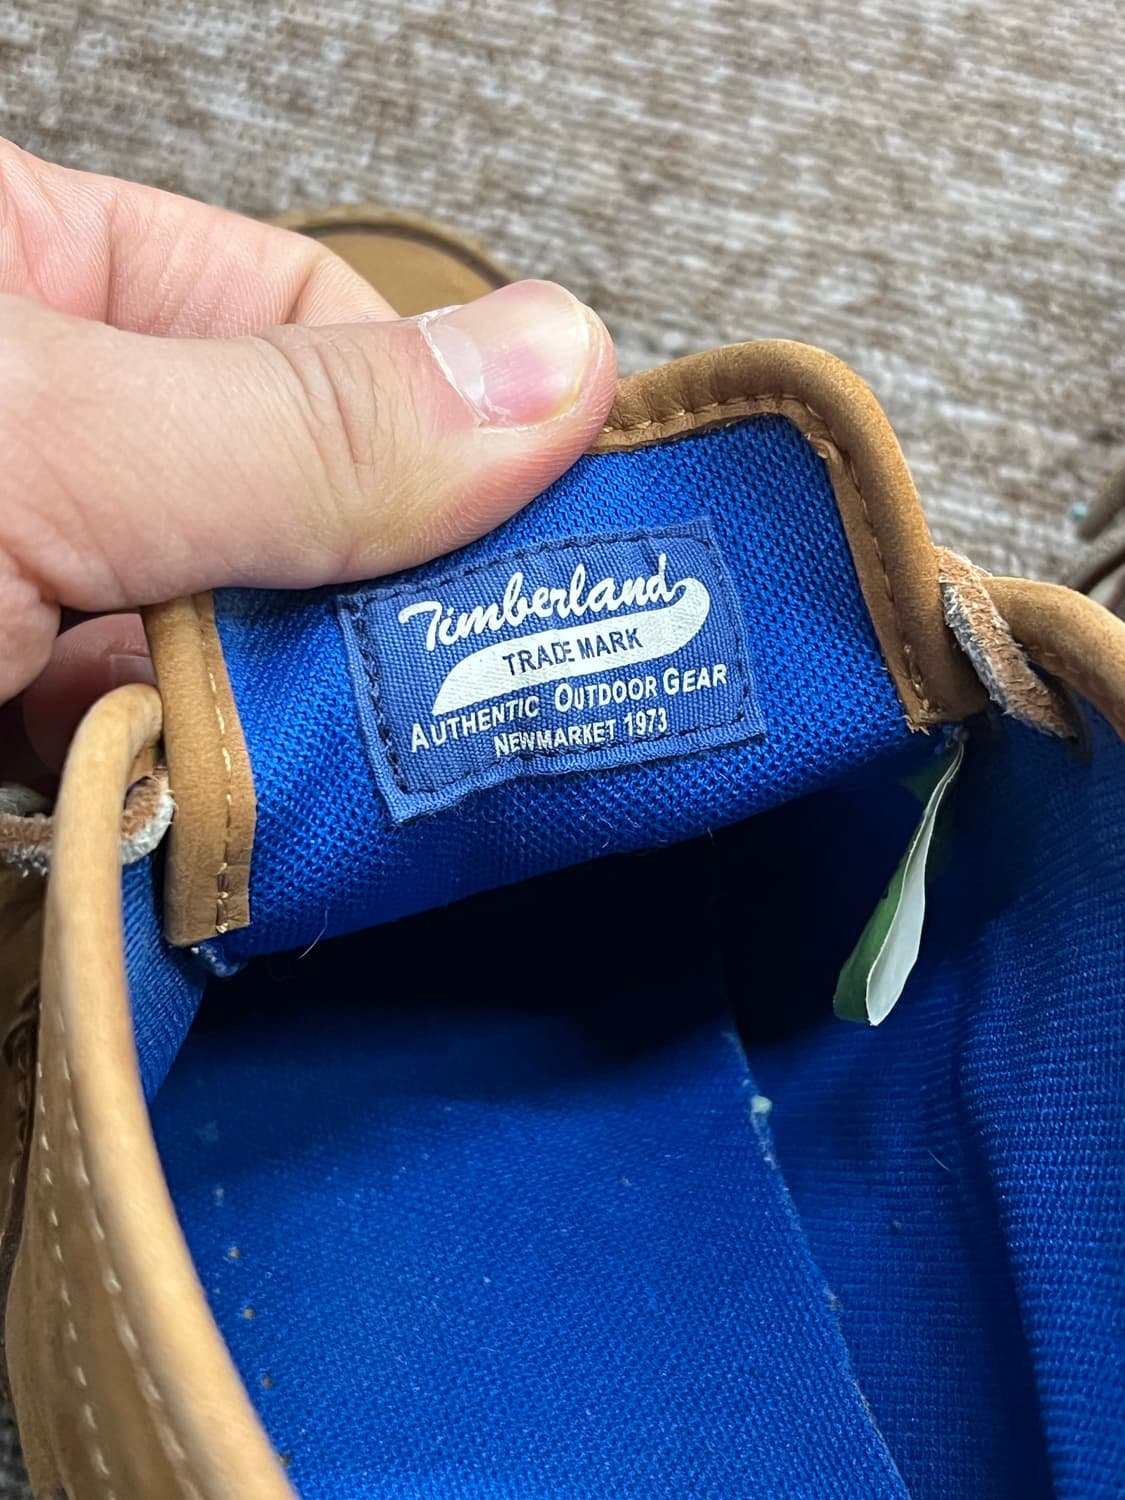 Timberland
TRADE MARK
AUTHENTIC OUTDOOR GEAR
NEWMARKET 1973